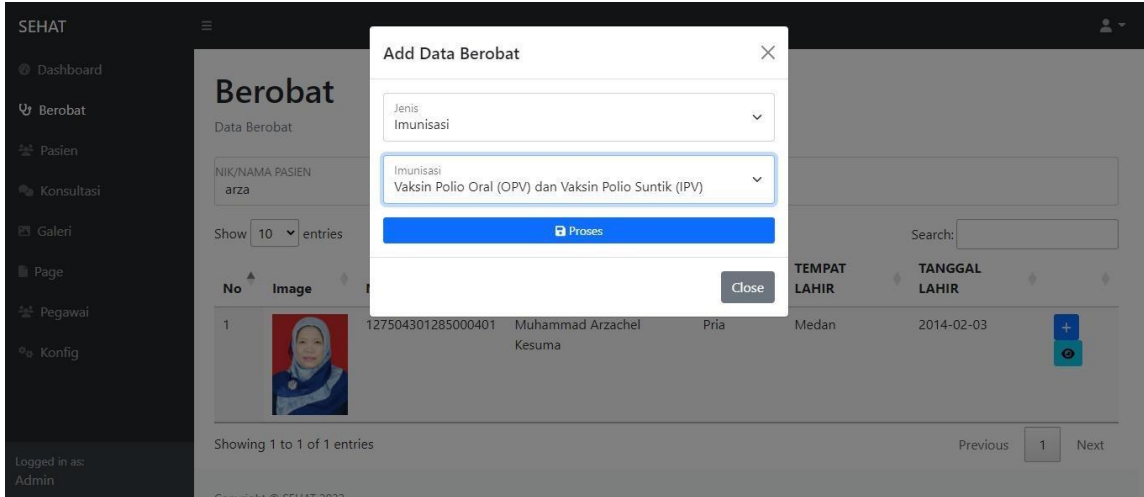 SEHAT
Dashboard
Berobat
Pasien
Konsultasi
Galeri
Page
Pegawai
Konfig
Logged in as:
Admin
Berobat
Data Berobat
NIK/NAMA PASIEN
arza
Show 10 entries
Search:
No Image
TEMPAT LAHIR
TANGGAL LAHIR
1 127504301285000401 Muhammad Arzachel Kesuma Pria Medan 2014-02-03
Showing 1 to 1 of 1 entries
Previous 1 Next
Add Data Berobat
Jenis
Imunisasi
Imunisasi
Vaksin Polio Oral (OPV) dan Vaksin Polio Suntik (IPV)
Proses
Close